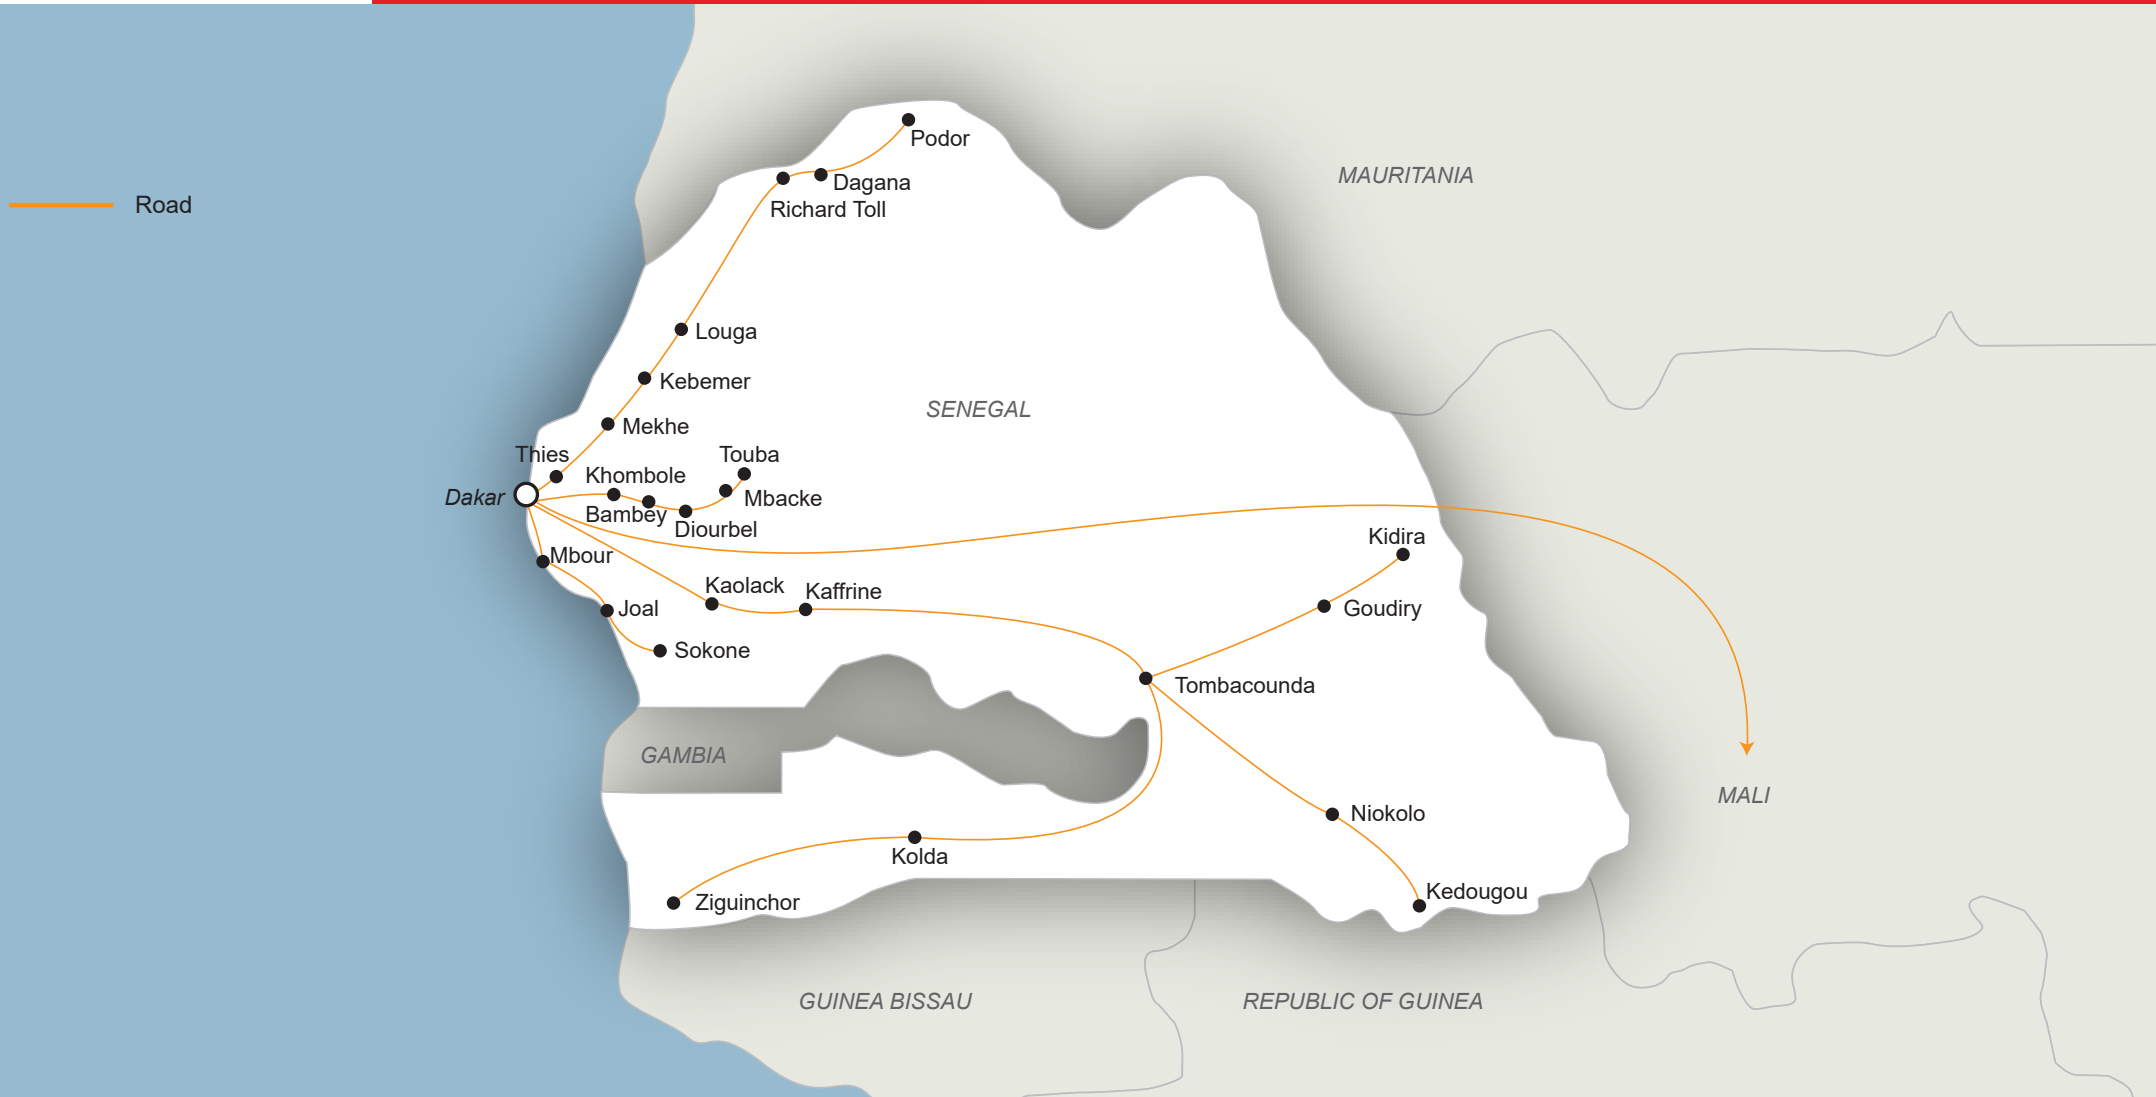 Podor
Dagana
MAURITANIA
Road
Richard Toll
Louga
Kebemer
SENEGAL
Mekhe
Thies
Touba
Khombole
Dakar
Mbacke
Bambey
Diourbel
Kidira
Mbour
Kaolack
Kaffrine
Joal
Goudiry
Sokone
Tombacounda
GAMBIA
MALI
Niokolo
Kolda
Kedougou
Ziguinchor
GUINEA BISSAU
REPUBLIC OF GUINEA